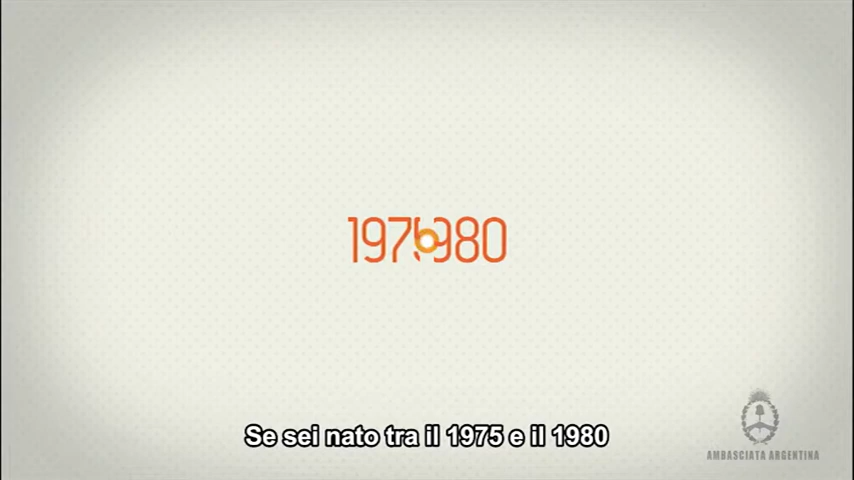 1975 1980
Se sei nato tra il 1975 e il 1980
AMBASCIATA ARGENTINA